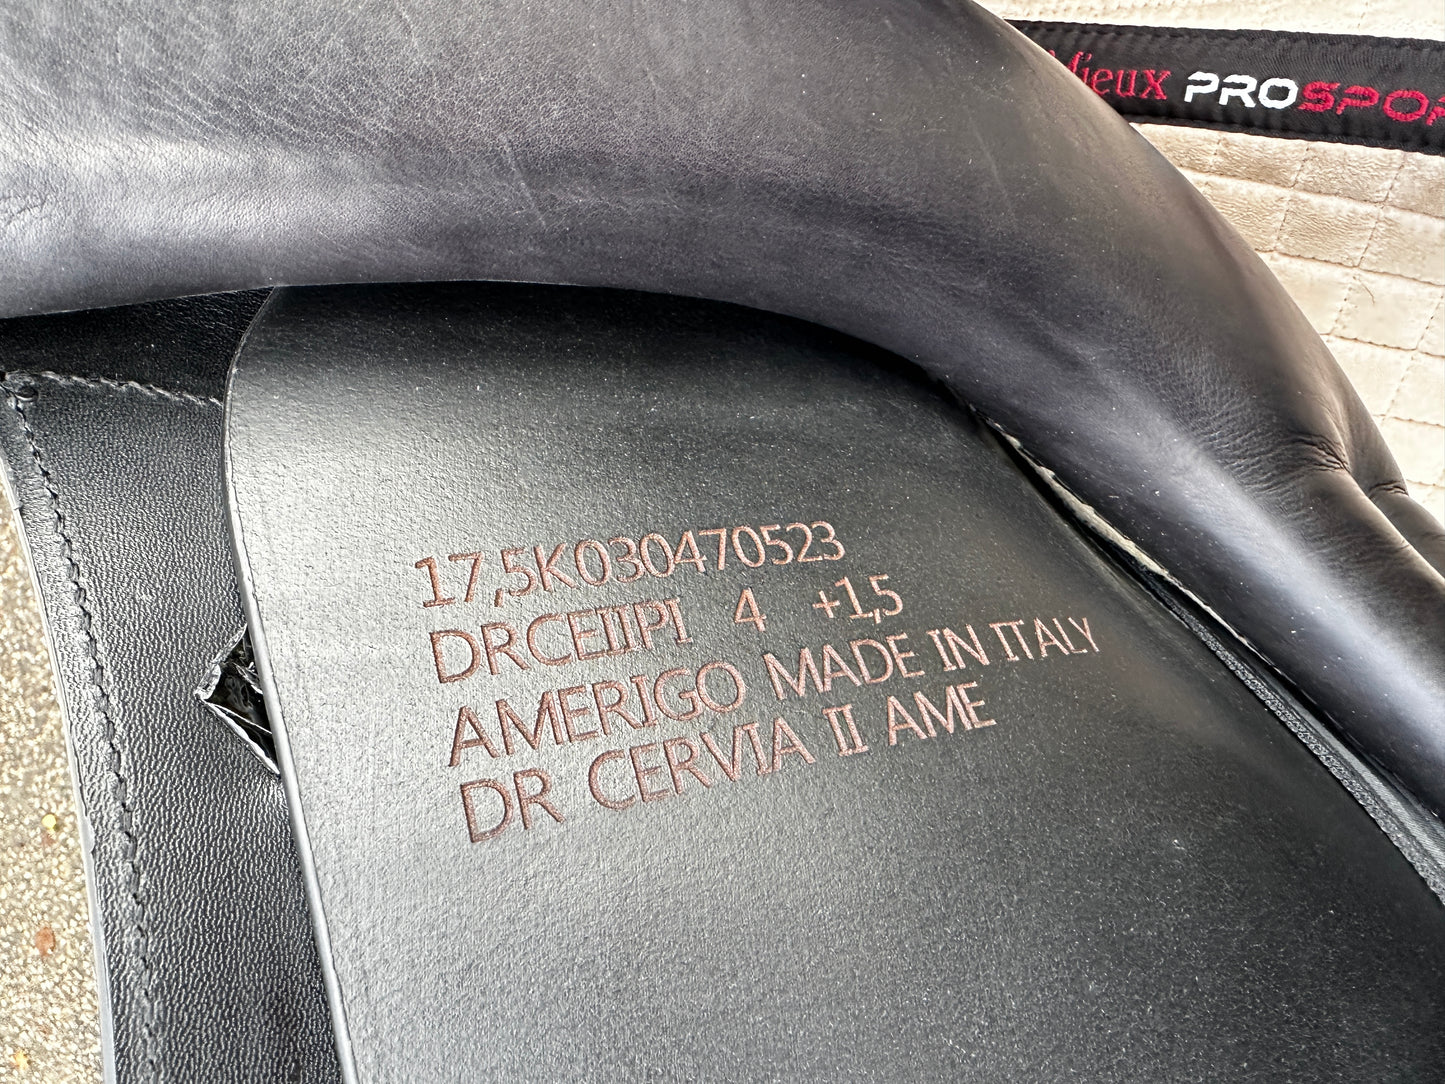 Mieux PROSPOR
17,5K030470523
DRCEIIPI 4 +1,5
AMERIGO MADE IN ITALY
DR CERVIA II AME